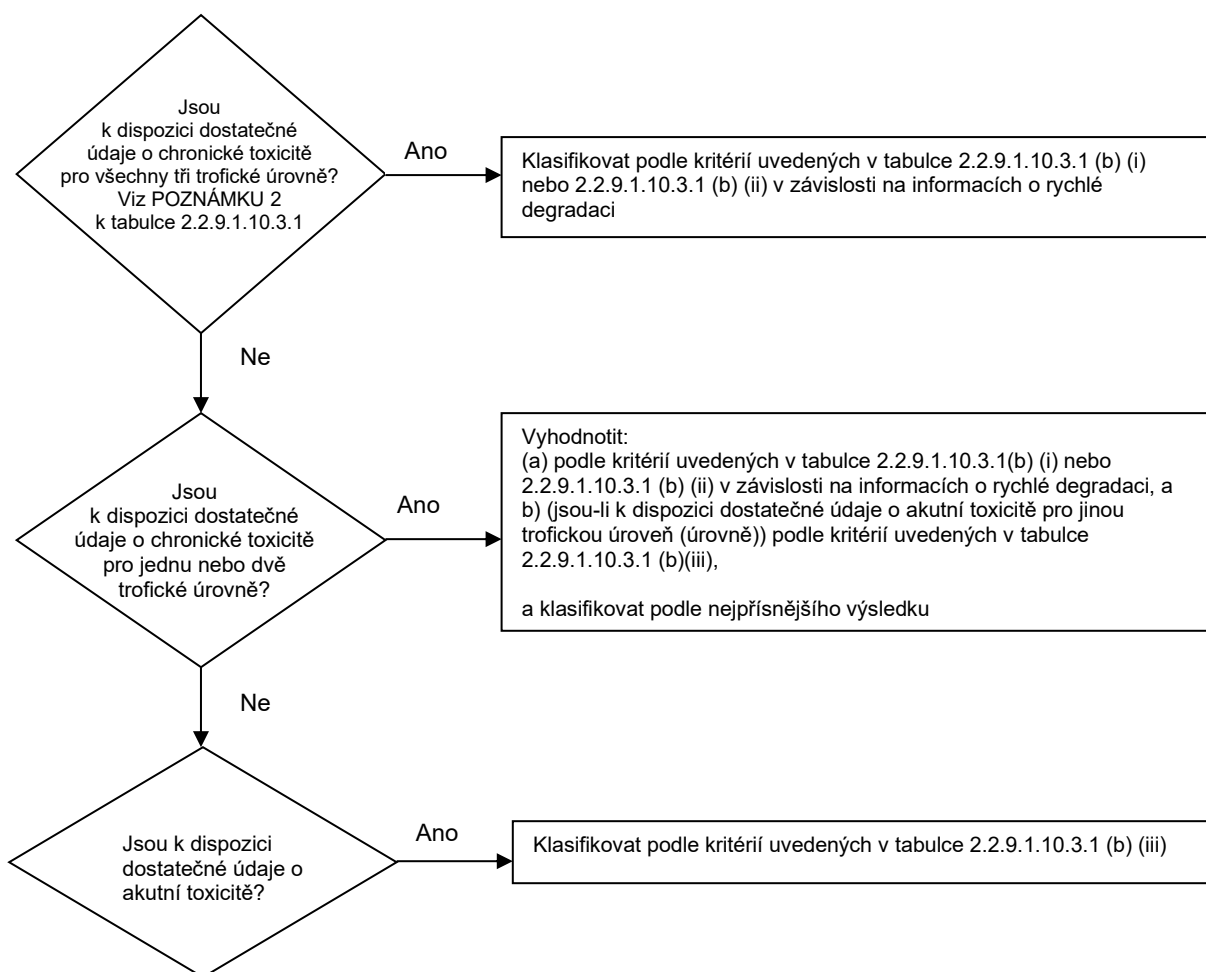 Jsou
k dispozici dostatečné
údaje o chronické toxicitě
pro všechny tři trofické úrovně?
Viz POZNÁMKU 2
k tabulce 2.2.9.1.10.3.1
Ano
Klasifikovat podle kritérií uvedených v tabulce 2.2.9.1.10.3.1 (b) (i)
nebo 2.2.9.1.10.3.1 (b) (ii) v závislosti na informacích o rychlé
degradaci
Ne
Jsou
k dispozici dostatečné
údaje o chronické toxicitě
pro jednu nebo dvě
trofické úrovně?
Ano
Vyhodnotit:
(a) podle kritérií uvedených v tabulce 2.2.9.1.10.3.1(b) (i) nebo
2.2.9.1.10.3.1 (b) (ii) v závislosti na informacích o rychlé degradaci, a
b) (jsou-li k dispozici dostatečné údaje o akutní toxicitě pro jinou
trofickou úroveň (úrovně)) podle kritérií uvedených v tabulce
2.2.9.1.10.3.1 (b)(iii),
a klasifikovat podle nejpřísnějšího výsledku
Ne
Jsou k dispozici
dostatečné údaje o
akutní toxicitě?
Ano
Klasifikovat podle kritérií uvedených v tabulce 2.2.9.1.10.3.1 (b) (iii)